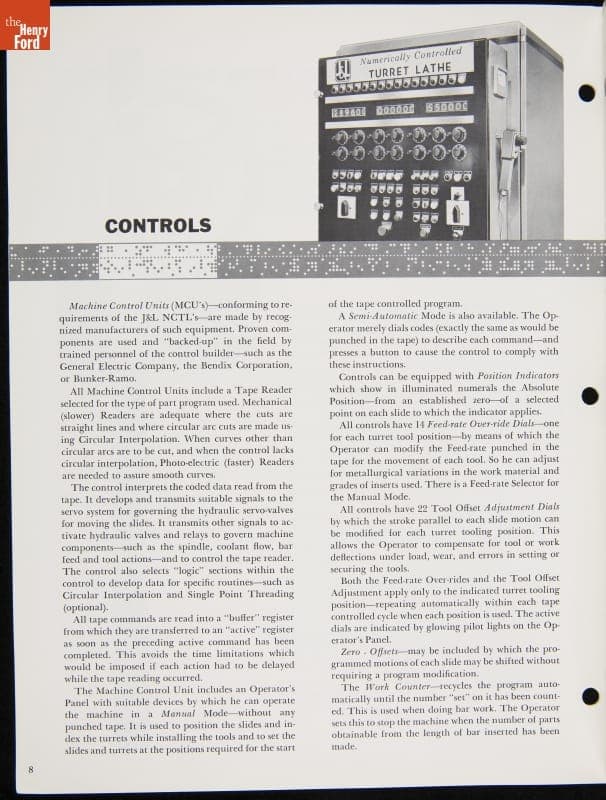 the
Henry
Ford
J&L
Numerically Controlled
TURRET LATHE
CONTROLS
Machine Control Units (MCU's)—conforming to re-
quirements of the J&L NCTL's—are made by recog-
nized manufacturers of such equipment. Proven com-
ponents are used and "backed-up" in the field by
trained personnel of the control builder—such as the
General Electric Company, the Bendix Corporation,
or Bunker-Ramo.
All Machine Control Units include a Tape Reader
selected for the type of part program used. Mechanical
(slower) Readers are adequate where the cuts are
straight lines and where circular arc cuts are made us-
ing Circular Interpolation. When curves other than
circular arcs are to be cut, and when the control lacks
circular interpolation, Photo-electric (faster) Readers
are needed to assure smooth curves.
The control interprets the coded data read from the
tape. It develops and transmits suitable signals to the
servo system for governing the hydraulic servo-valves
for moving the slides. It transmits other signals to ac-
tivate hydraulic valves and relays to govern machine
components—such as the spindle, coolant flow, bar
feed and tool actions—and to control the tape reader.
The control also selects "logic" sections within the
control to develop data for specific routines—such as
Circular Interpolation and Single Point Threading
(optional).
All tape commands are read into a "buffer" register
from which they are transferred to an "active" register
as soon as the preceding active command has been
completed. This avoids the time limitations which
would be imposed if each action had to be delayed
while the tape reading occurred.
The Machine Control Unit includes an Operator's
Panel with suitable devices by which he can operate
the machine in a Manual Mode—without any
punched tape. It is used to position the slides and in-
dex the turrets while installing the tools and to set the
slides and turrets at the positions required for the start
of the tape controlled program.
A Semi-Automatic Mode is also available. The Op-
erator merely dials codes (exactly the same as would be
punched in the tape) to describe each command—and
presses a button to cause the control to comply with
these instructions.
Controls can be equipped with Position Indicators
which show in illuminated numerals the Absolute
Position—from an established zero—of a selected
point on each slide to which the indicator applies.
All controls have 14 Feed-rate Over-ride Dials—one
for each turret tool position—by means of which the
Operator can modify the Feed-rate punched in the
tape for the movement of each tool. So he can adjust
for metallurgical variations in the work material and
grades of inserts used. There is a Feed-rate Selector for
the Manual Mode.
All controls have 22 Tool Offset Adjustment Dials
by which the stroke parallel to each slide motion can
be modified for each turret tooling position. This
allows the Operator to compensate for tool or work
deflections under load, wear, and errors in setting or
securing the tools.
Both the Feed-rate Over-rides and the Tool Offset
Adjustment apply only to the indicated turret tooling
position—repeating automatically within each tape
controlled cycle when each position is used. The active
dials are indicated by glowing pilot lights on the Op-
erator's Panel.
Zero - Offsets—may be included by which the pro-
grammed motions of each slide may be shifted without
requiring a program modification.
The Work Counter—recycles the program auto-
matically until the number "set" on it has been count-
ed. This is used when doing bar work. The Operator
sets this to stop the machine when the number of parts
obtainable from the length of bar inserted has been
made.
8